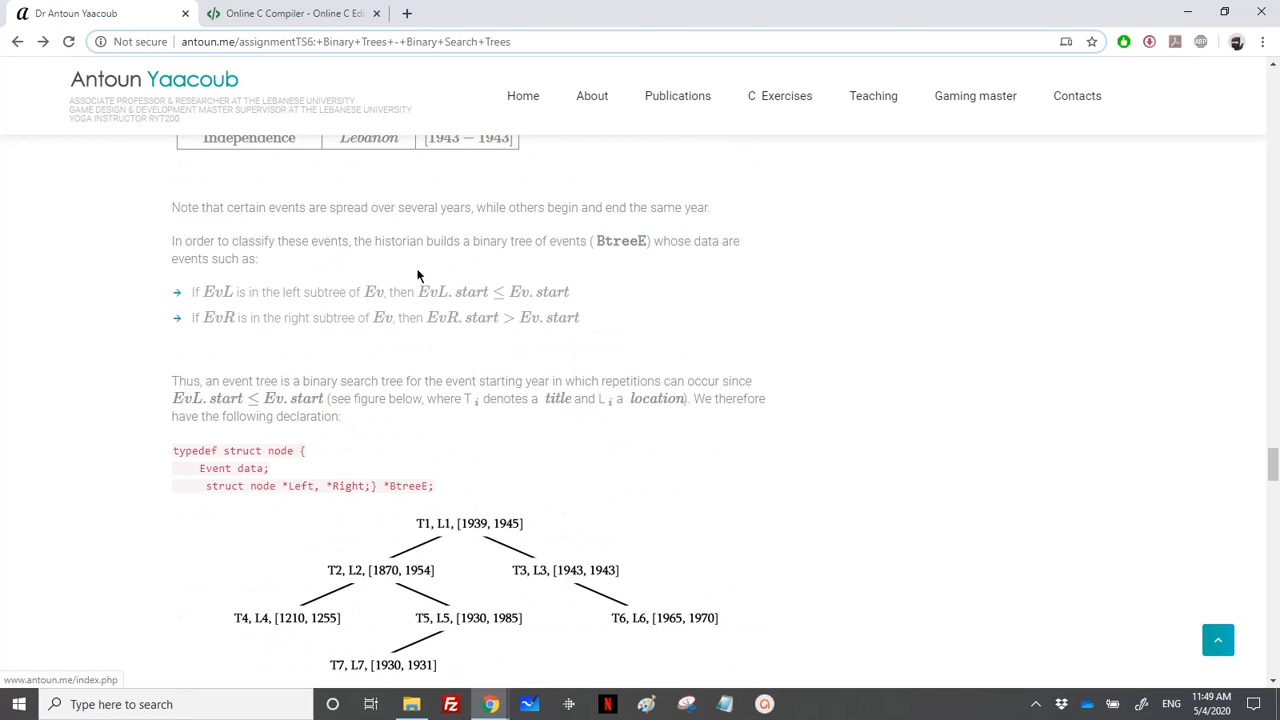 Dr Antoun Yaacoub
Online C Compiler - Online C Edi
Not secure
antoun.me/assignmentTS6:+Binary+Trees+-+Binary+Search+Trees
Antoun Yaacoub
ASSOCIATE PROFESSOR & RESEARCHER AT THE LEBANESE UNIVERSITY
GAME DESIGN & DEVELOPMENT MASTER SUPERVISOR AT THE LEBANESE UNIVERSITY
YOGA INSTRUCTOR RYT200
Home About Publications C Exercises Teaching Gaming master Contacts
Independence Lebanon [1943 − 1943]
Note that certain events are spread over several years, while others begin and end the same year.
In order to classify these events, the historian builds a binary tree of events ( BtreeE) whose data are
events such as:
If EvL is in the left subtree of Ev, then EvL. start ≤ Ev. start
If EvR is in the right subtree of Ev, then EvR. start > Ev. start
Thus, an event tree is a binary search tree for the event starting year in which repetitions can occur since
EvL. start ≤ Ev. start (see figure below, where T i denotes a title and L i a location). We therefore
have the following declaration:
typedef struct node {
Event data;
struct node *Left, *Right;} *BtreeE;
T1, L1, [1939, 1945]
T2, L2, [1870, 1954] T3, L3, [1943, 1943]
T4, L4, [1210, 1255] T5, L5, [1930, 1985] T6, L6, [1965, 1970]
T7, L7, [1930, 1931]
www.antoun.me/index.php
Type here to search
ENG
11:49 AM
5/4/2020